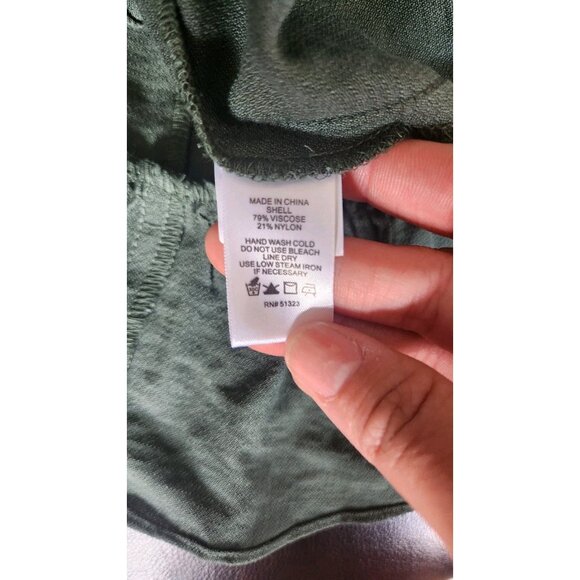 MADE IN CHINA
SHELL
79% VISCOSE
21% NYLON
HAND WASH COLD
DO NOT USE BLEACH
LINE DRY
USE LOW STEAM IRON
IF NECESSARY
RN# 51323